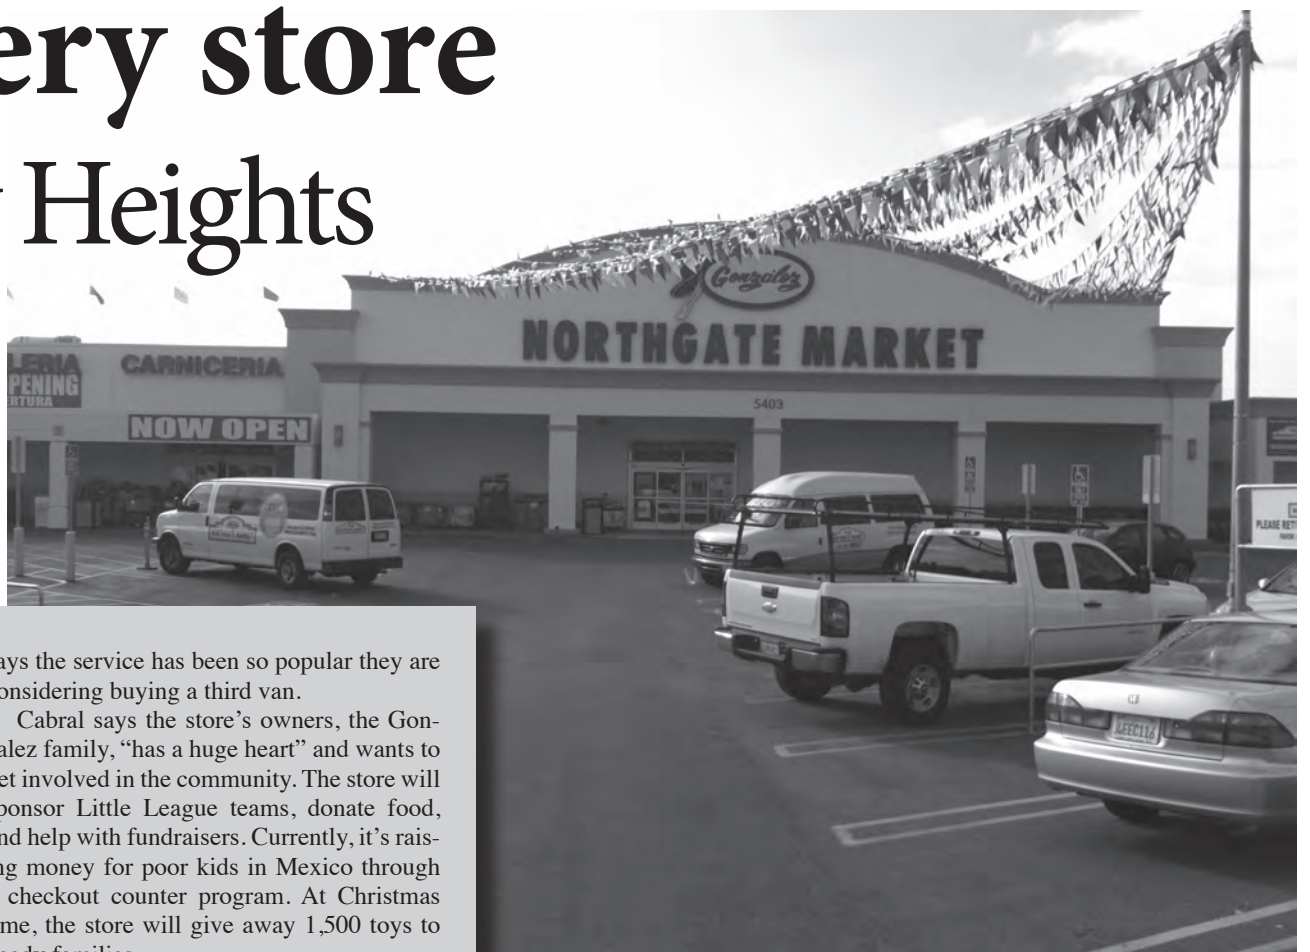 ery store
Heights
Gonzalez
NORTHGATE MARKET
LERIA CARNICERIA
PENING
ERTURA
NOW OPEN
5403
PLEASE RET
4FEC116
ays the service has been so popular they are
onsidering buying a third van.
Cabral says the store’s owners, the Gon-
alez family, “has a huge heart” and wants to
et involved in the community. The store will
ponsor Little League teams, donate food,
nd help with fundraisers. Currently, it’s rais-
ng money for poor kids in Mexico through
checkout counter program. At Christmas
me, the store will give away 1,500 toys to